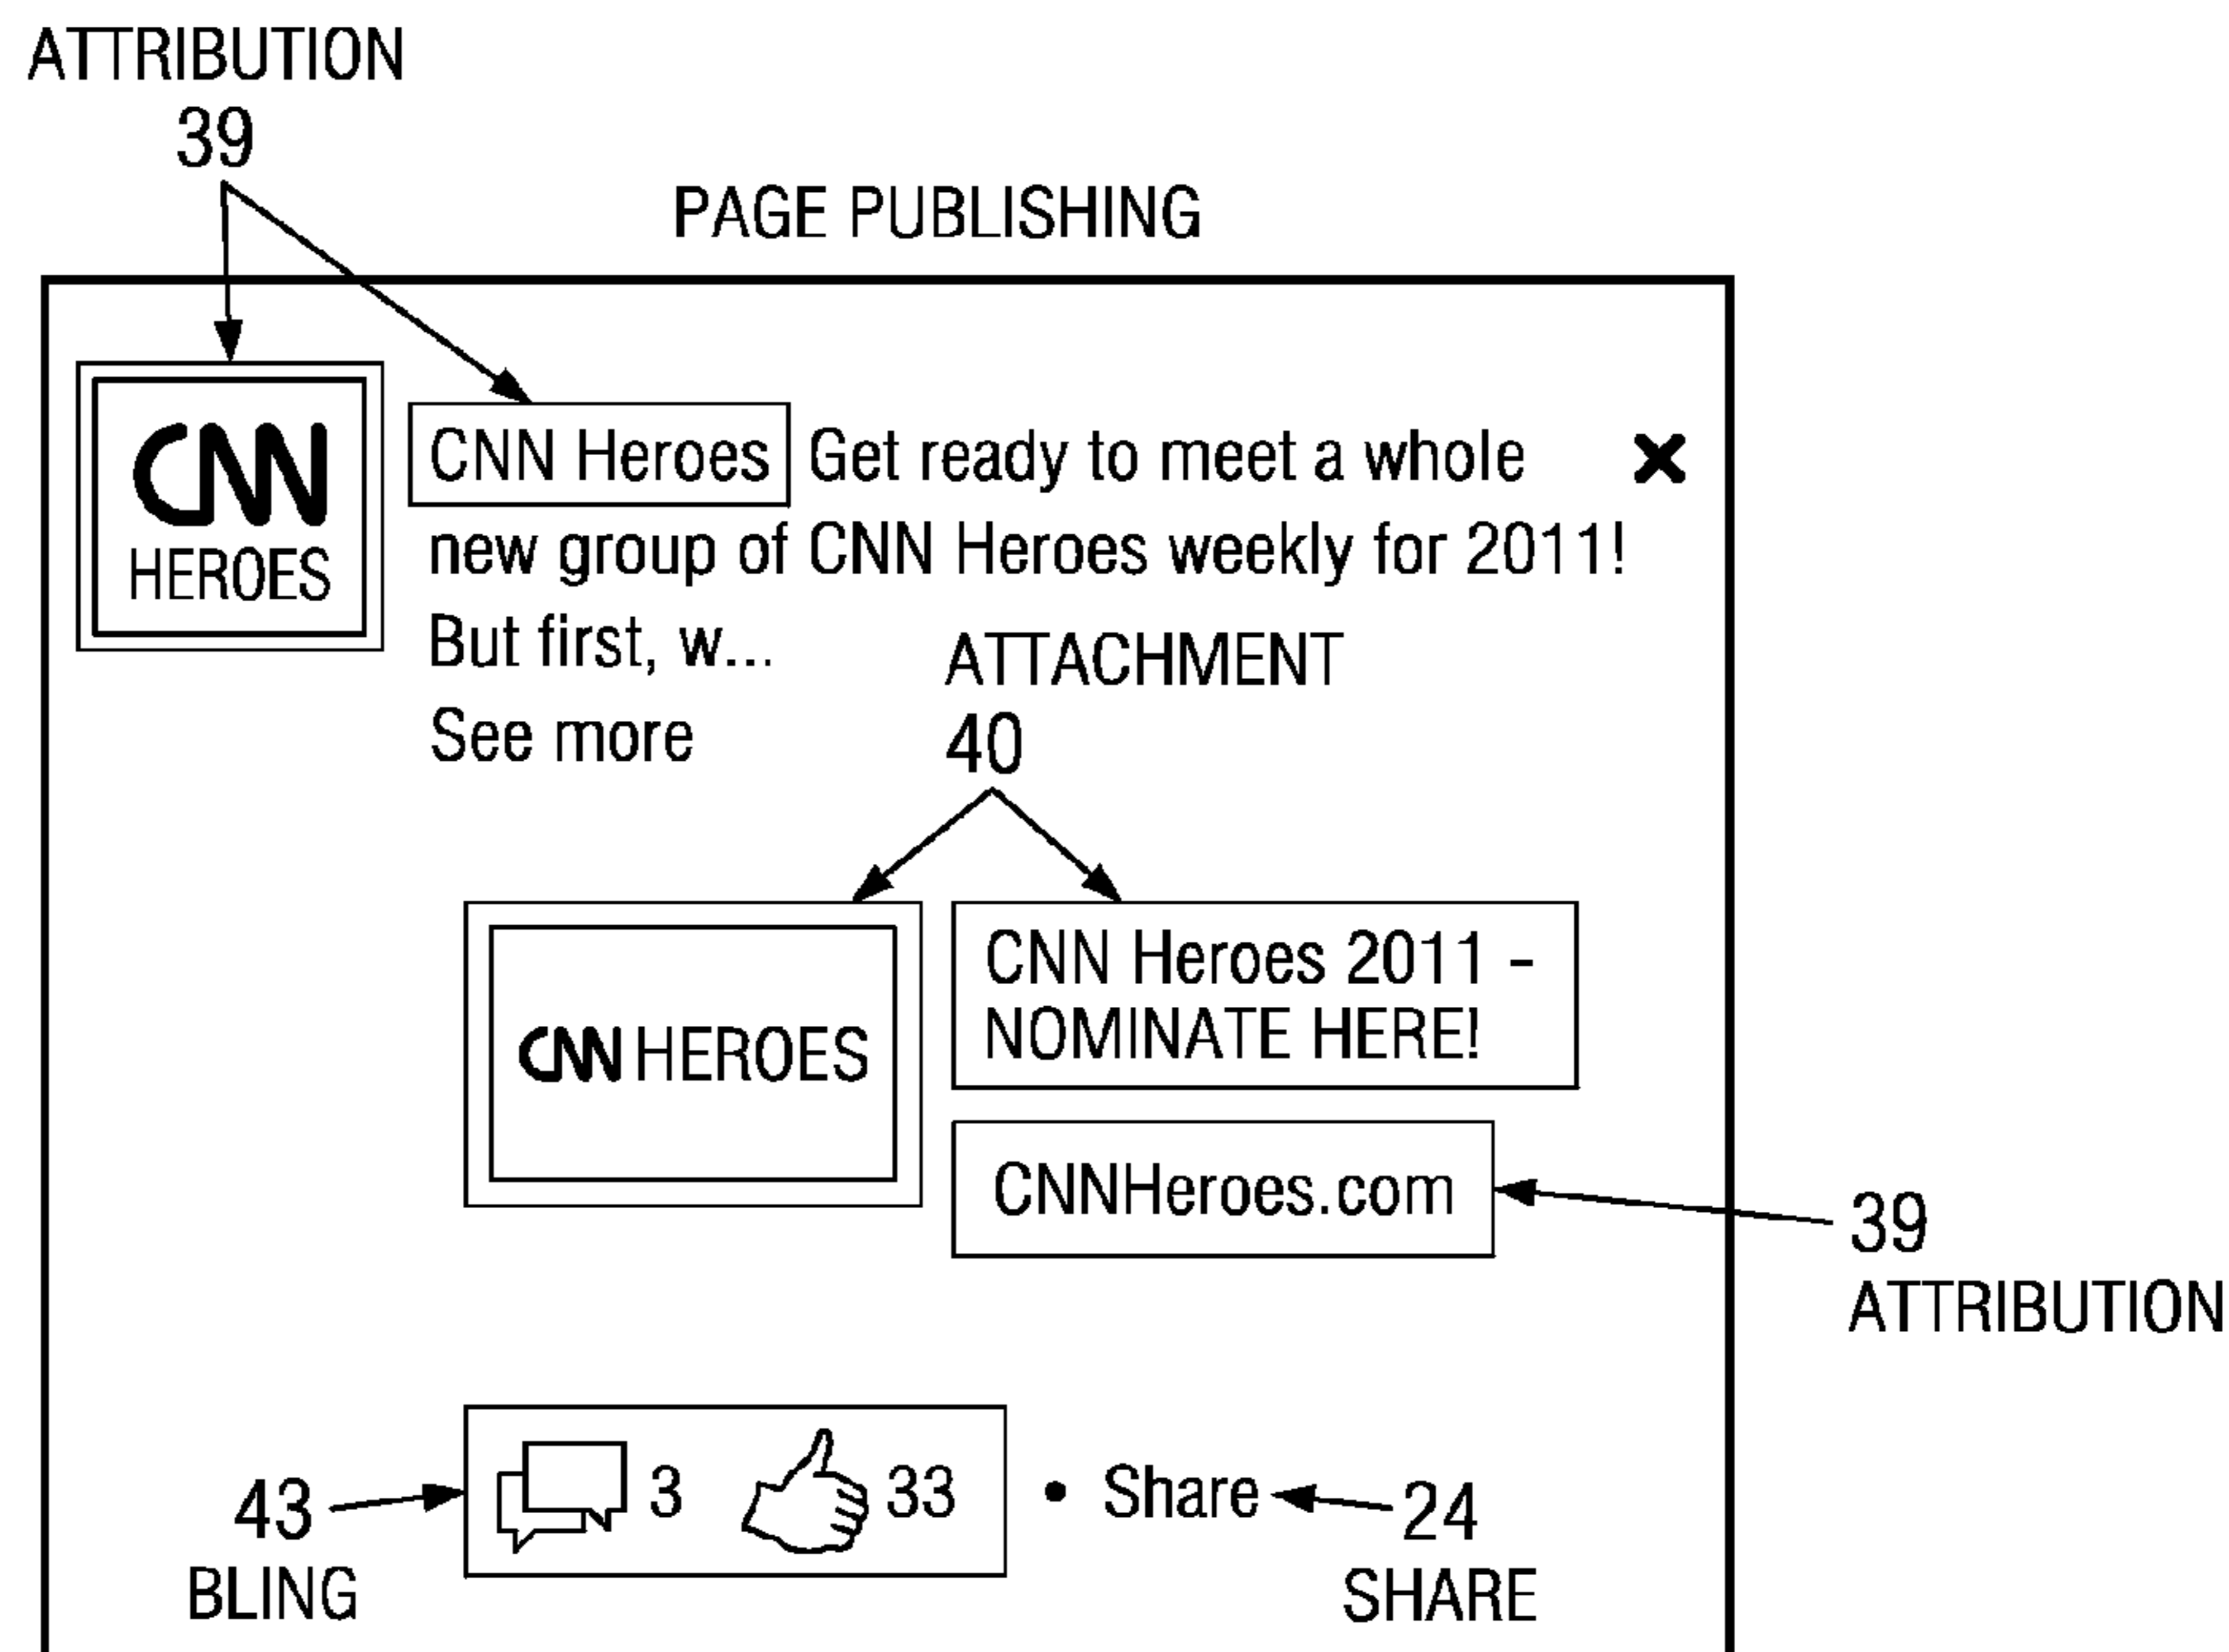 ATTRIBUTION
39
PAGE PUBLISHING
CNN
HEROES
CNN Heroes Get ready to meet a whole
new group of CNN Heroes weekly for 2011!
But first, w...
See more
ATTACHMENT
40
CNN HEROES
CNN Heroes 2011 -
NOMINATE HERE!
CNNHeroes.com
39
ATTRIBUTION
43
BLING
3 33 • Share
24
SHARE